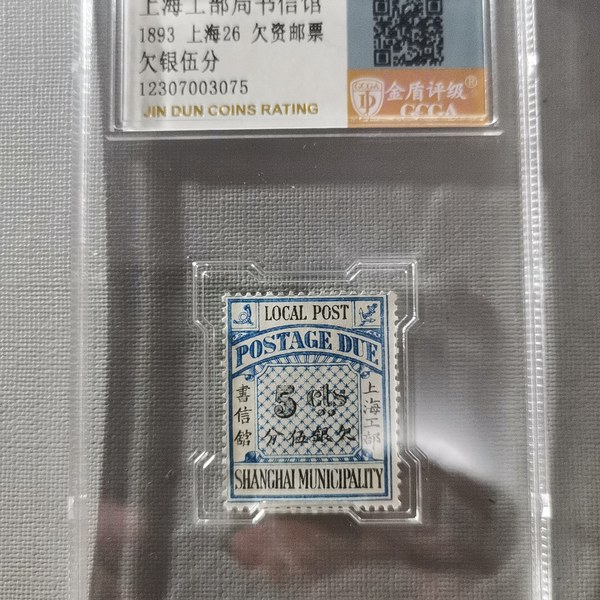 上海工部局书信馆
1893 上海26 欠资邮票
欠银伍分
12307003075
JIN DUN COINS RATING
金盾评级®
GCGA
LOCAL POST
POSTAGE DUE
5 cts
書信館
上海工部
分伍銀欠
SHANGHAI MUNICIPALITY